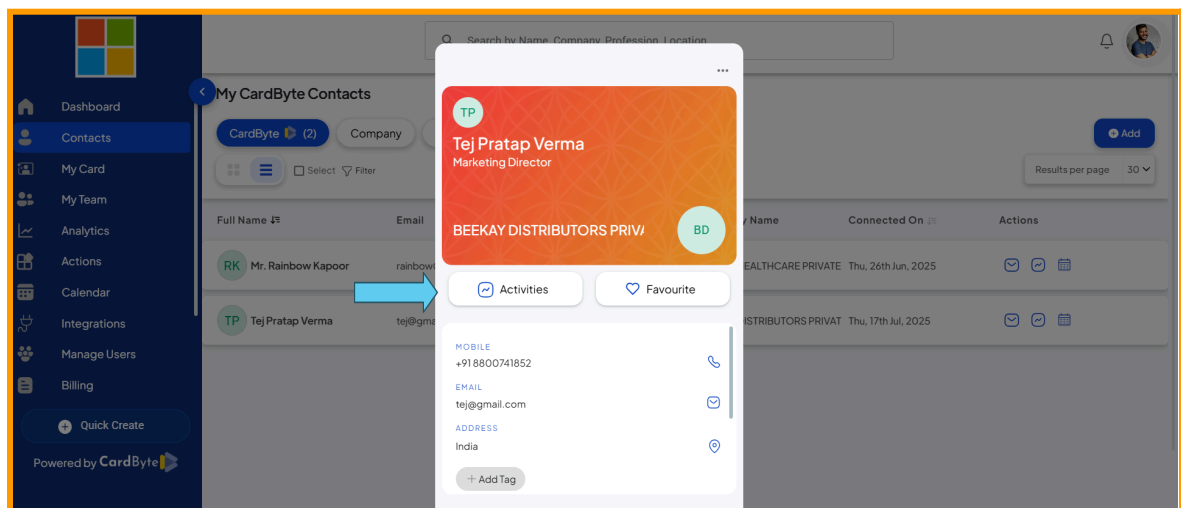 Search by Name, Company, Profession, Location
Dashboard
Contacts
My Card
My Team
Analytics
Actions
Calendar
Integrations
Manage Users
Billing
Quick Create
Powered by CardByte
My CardByte Contacts
CardByte (2)
Company
Add
Select
Filter
Results per page 30
Full Name
Email
Name
Connected On
Actions
RK Mr. Rainbow Kapoor
EALTHCARE PRIVATE
Thu, 26th Jun, 2025
TP Tej Pratap Verma
tej@gma
ISTRIBUTORS PRIVAT
Thu, 17th Jul, 2025
TP
Tej Pratap Verma
Marketing Director
BEEKAY DISTRIBUTORS PRIV
BD
Activities
Favourite
MOBILE
+91 8800741852
EMAIL
tej@gmail.com
ADDRESS
India
+ Add Tag